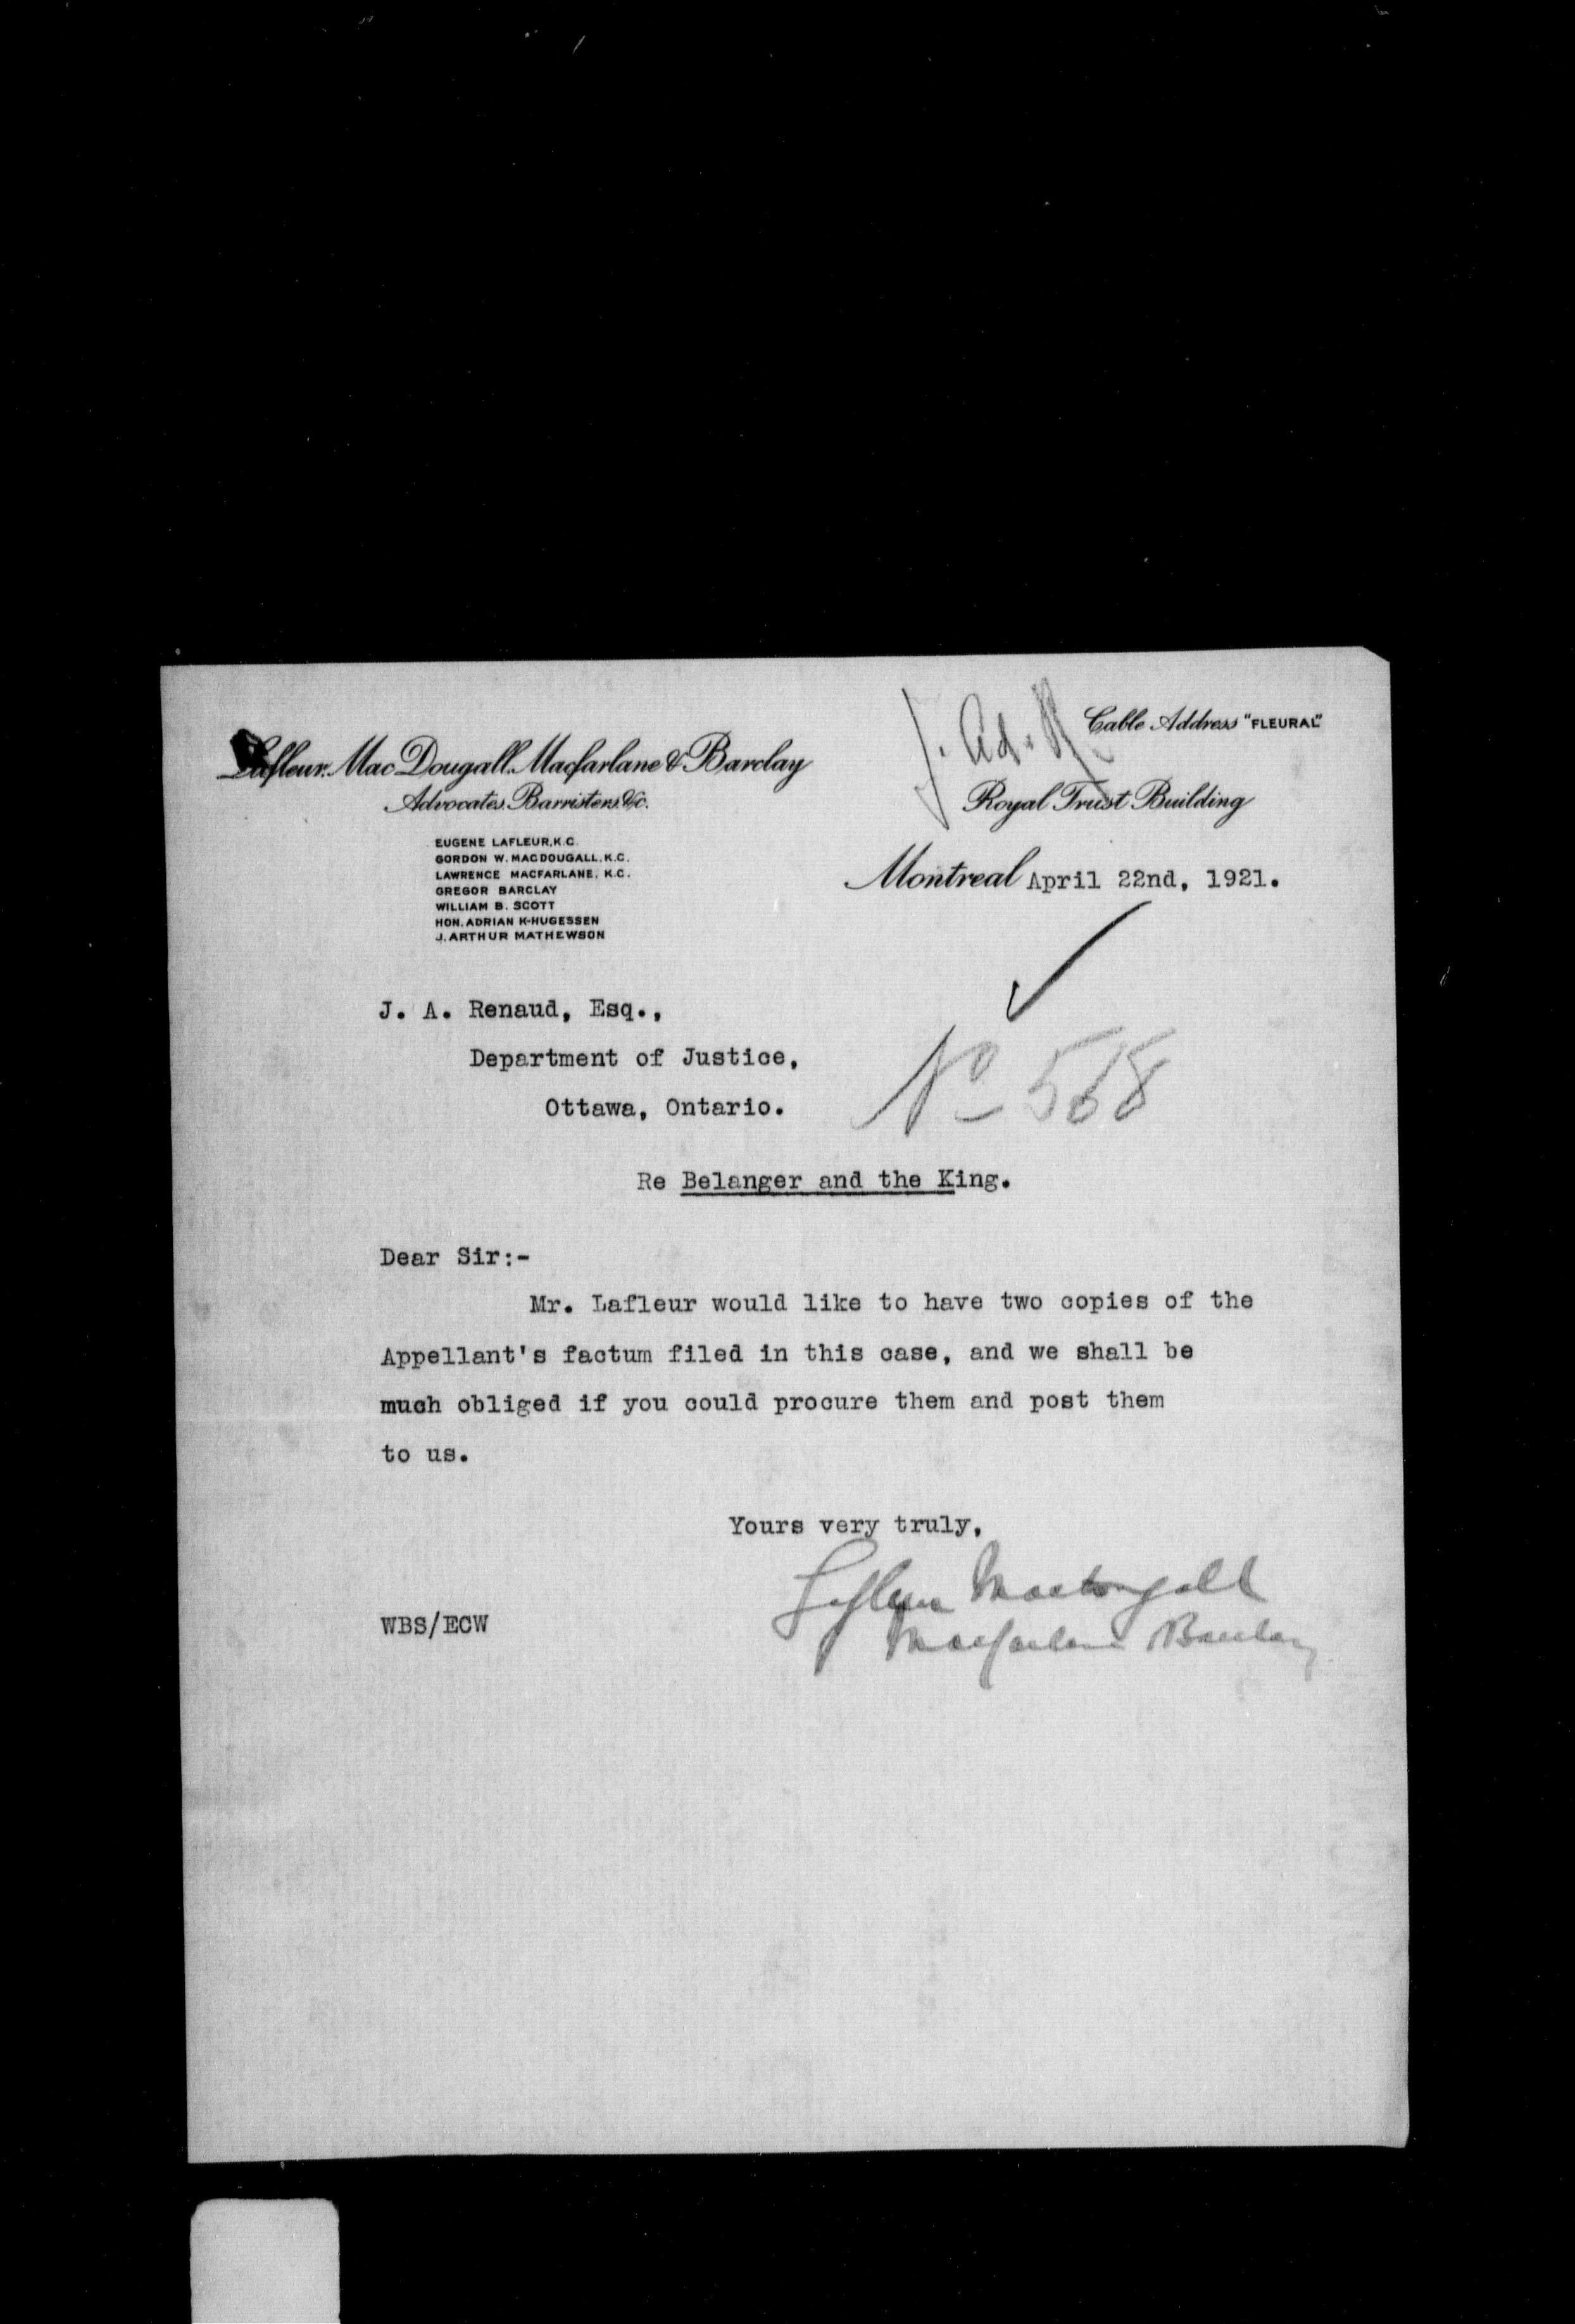 J. Ad. R
Cable Address "FLEURAL"
Lafleur, MacDougall, Macfarlane & Barclay
Advocates, Barristers &c.
Royal Trust Building
EUGENE LAFLEUR, K.C.
GORDON W. MACDOUGALL, K.C.
LAWRENCE MACFARLANE, K.C.
GREGOR BARCLAY
WILLIAM B. SCOTT
HON. ADRIAN K-HUGESSEN
J. ARTHUR MATHEWSON
Montreal April 22nd, 1921.
J. A. Renaud, Esq.,
Department of Justice,
Ottawa, Ontario.
No 568
Re Belanger and the King.
Dear Sir:-
Mr. Lafleur would like to have two copies of the
Appellant's factum filed in this case, and we shall be
much obliged if you could procure them and post them
to us.
Yours very truly,
Lafleur MacDougall
Macfarlane Barclay
WBS/ECW